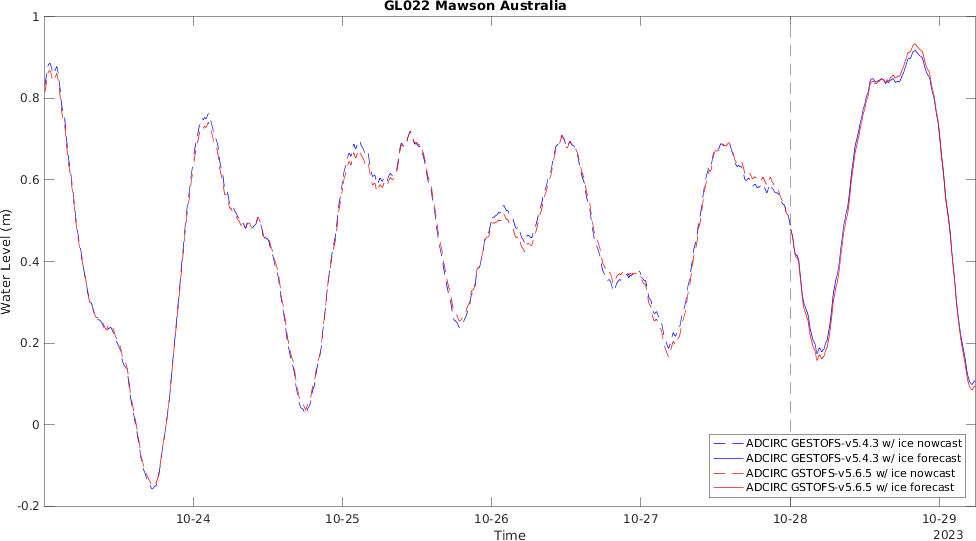 GL022 Mawson Australia
1
0.8
0.6
0.4
0.2
0
-0.2
Water Level (m)
10-24
10-25
10-26
10-27
10-28
10-29
Time
2023
ADCIRC GESTOFS-v5.4.3 w/ ice nowcast
ADCIRC GESTOFS-v5.4.3 w/ ice forecast
ADCIRC GSTOFS-v5.6.5 w/ ice nowcast
ADCIRC GSTOFS-v5.6.5 w/ ice forecast